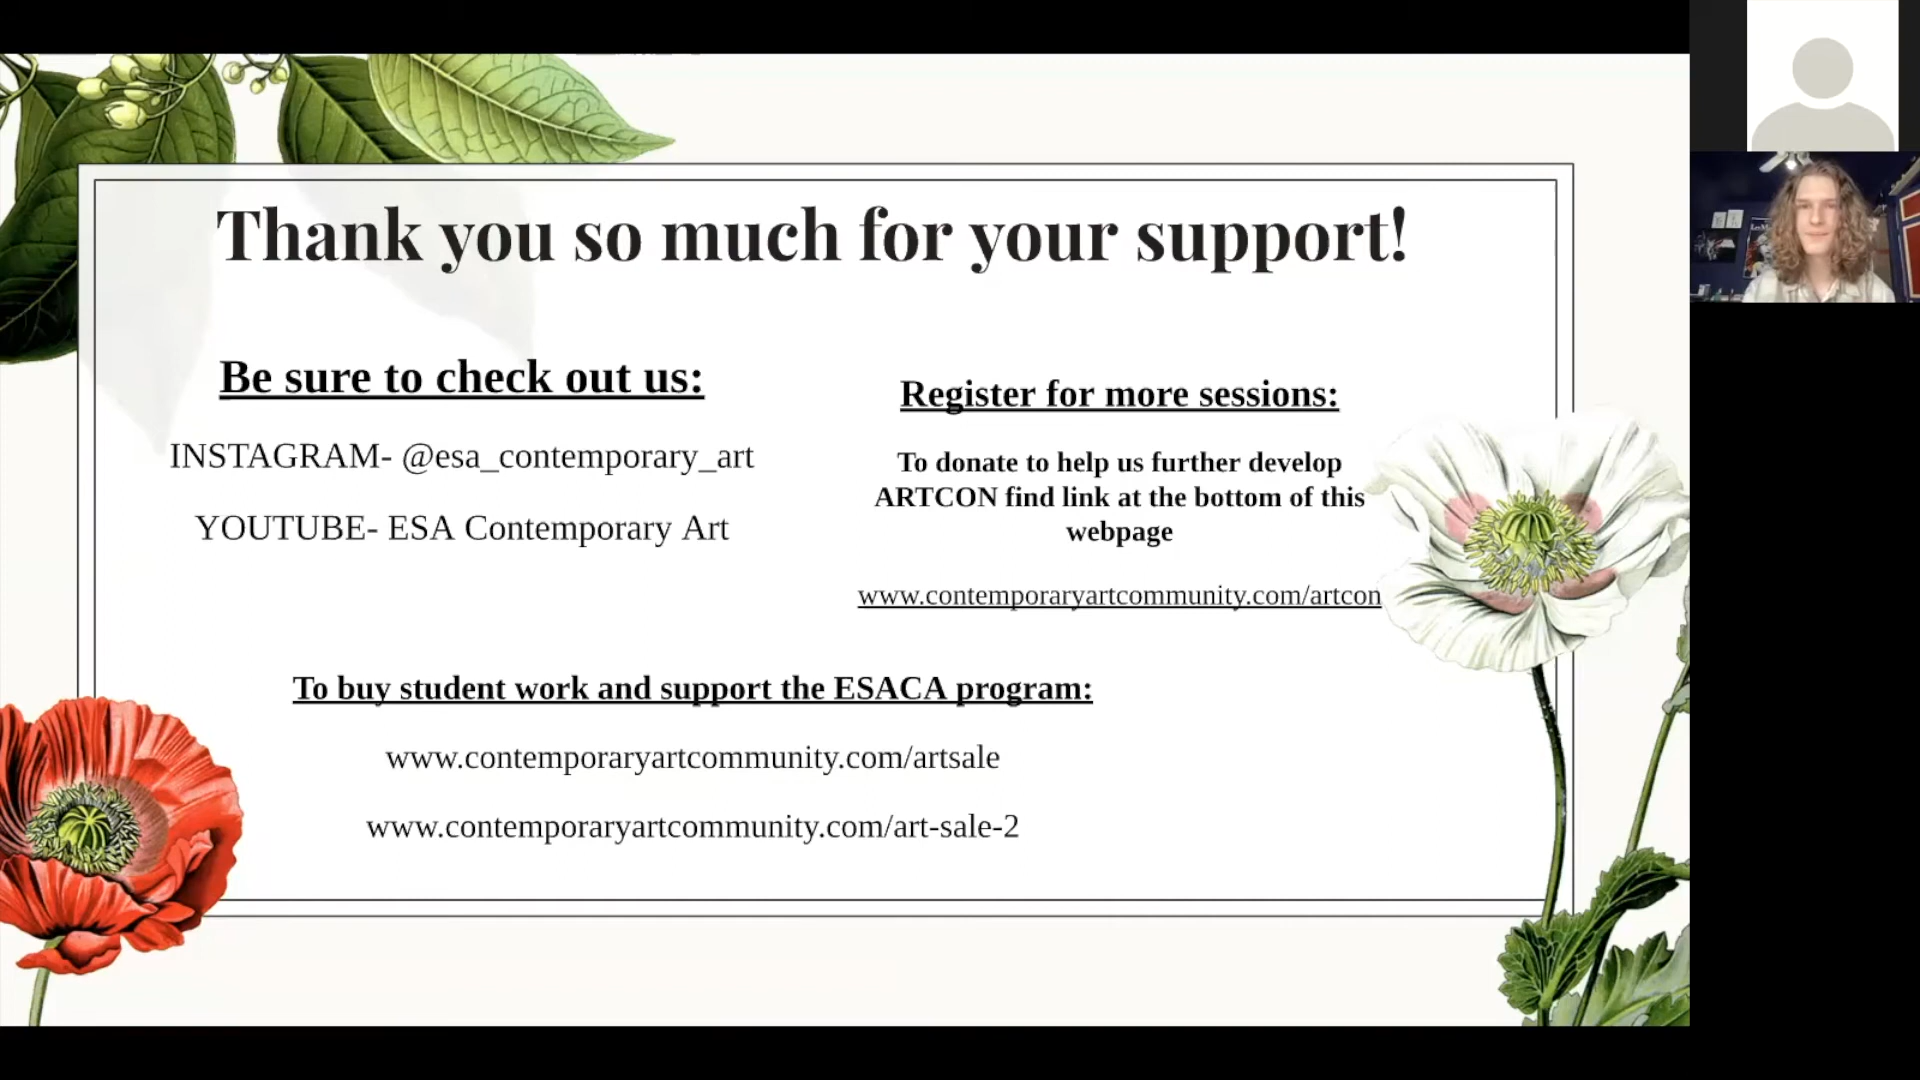 Thank you so much for your support!
Be sure to check out us:
INSTAGRAM- @esa_contemporary_art
YOUTUBE- ESA Contemporary Art
Register for more sessions:
To donate to help us further develop
ARTCON find link at the bottom of this
webpage
www.contemporaryartcommunity.com/artcon
To buy student work and support the ESACA program:
www.contemporaryartcommunity.com/artsale
www.contemporaryartcommunity.com/art-sale-2